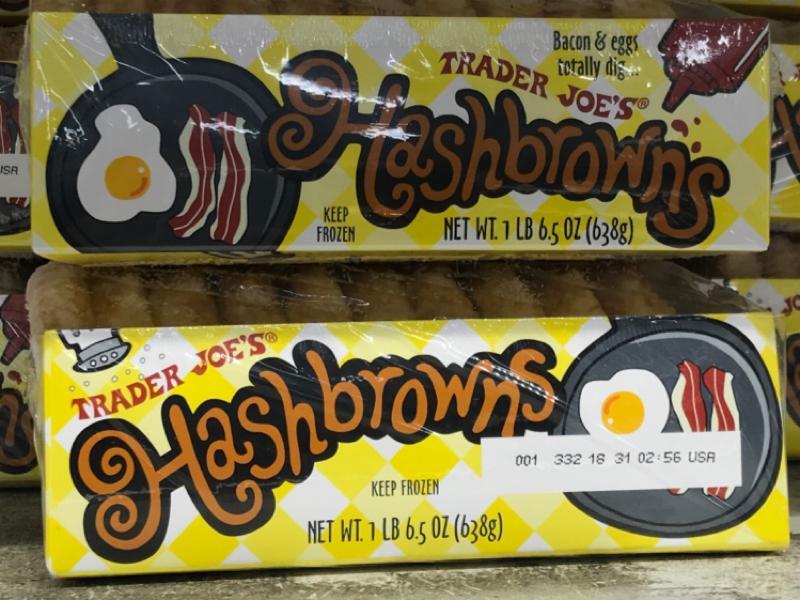 Bacon & eggs
totally dig...
TRADER JOE'S®
Hashbrowns
KEEP
FROZEN
NET WT. 1 LB 6.5 OZ (638g)
USA
TRADER JOE'S®
Hashbrowns
001 332 18 31 02:56 USA
KEEP FROZEN
NET WT. 1 LB 6.5 OZ (638g)